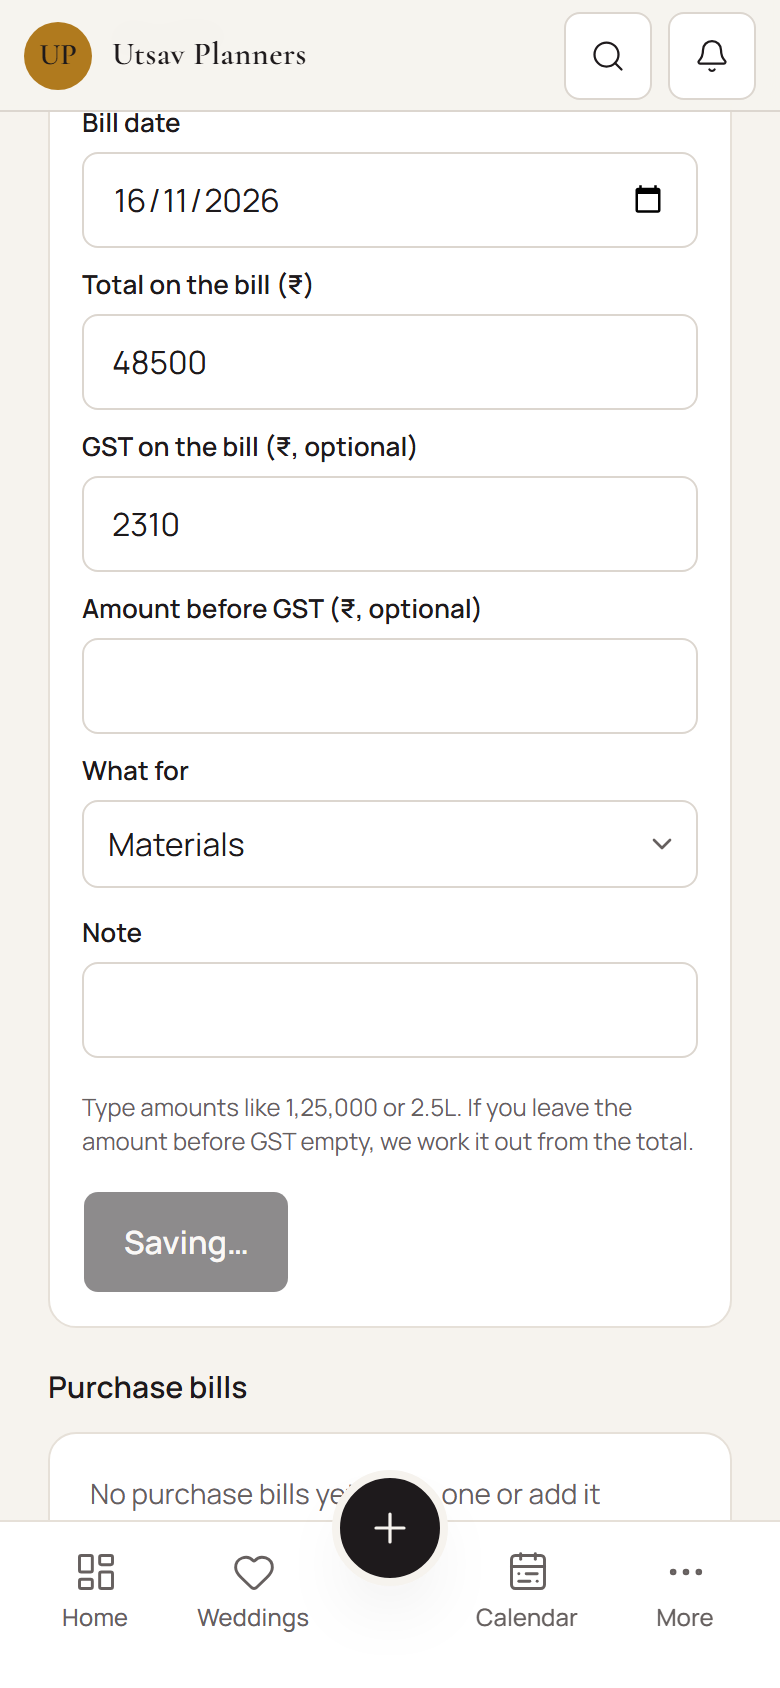 UP
Utsav Planners
Bill date
16/11/2026
Total on the bill (₹)
48500
GST on the bill (₹, optional)
2310
Amount before GST (₹, optional)
What for
Materials
Note
Type amounts like 1,25,000 or 2.5L. If you leave the
amount before GST empty, we work it out from the total.
Saving...
Purchase bills
No purchase bills one or add it
Home
Weddings
Calendar
More